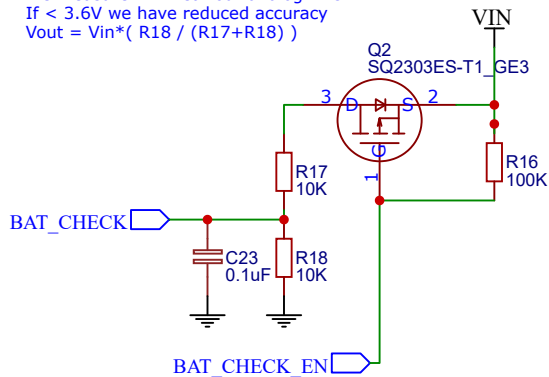 If < 3.6V we have reduced accuracy
Vout = Vin*( R18 / (R17+R18) )
VIN
Q2
SQ2303ES-T1_GE3
3
D
S
2
G
1
R17
10K
R16
100K
BAT_CHECK
C23
0.1uF
R18
10K
BAT_CHECK_EN